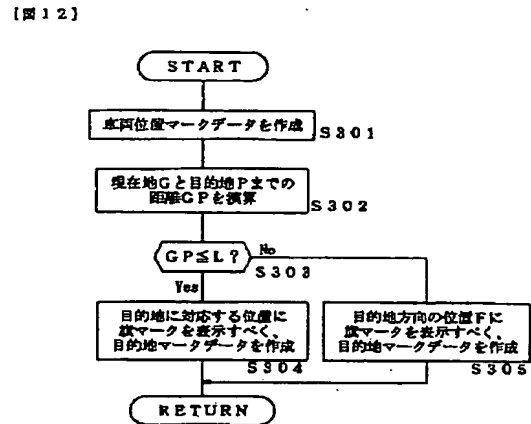 [図12]
START
車両位置マークデータを作成
S301
現在地Gと目的地Pまでの
距離GPを演算
S302
GP≦L?
No
S303
Yes
目的地に対応する位置に
旗マークを表示すべく、
目的地マークデータを作成
S304
目的地方向の位置Fに
旗マークを表示すべく、
目的地マークデータを作成
S305
RETURN